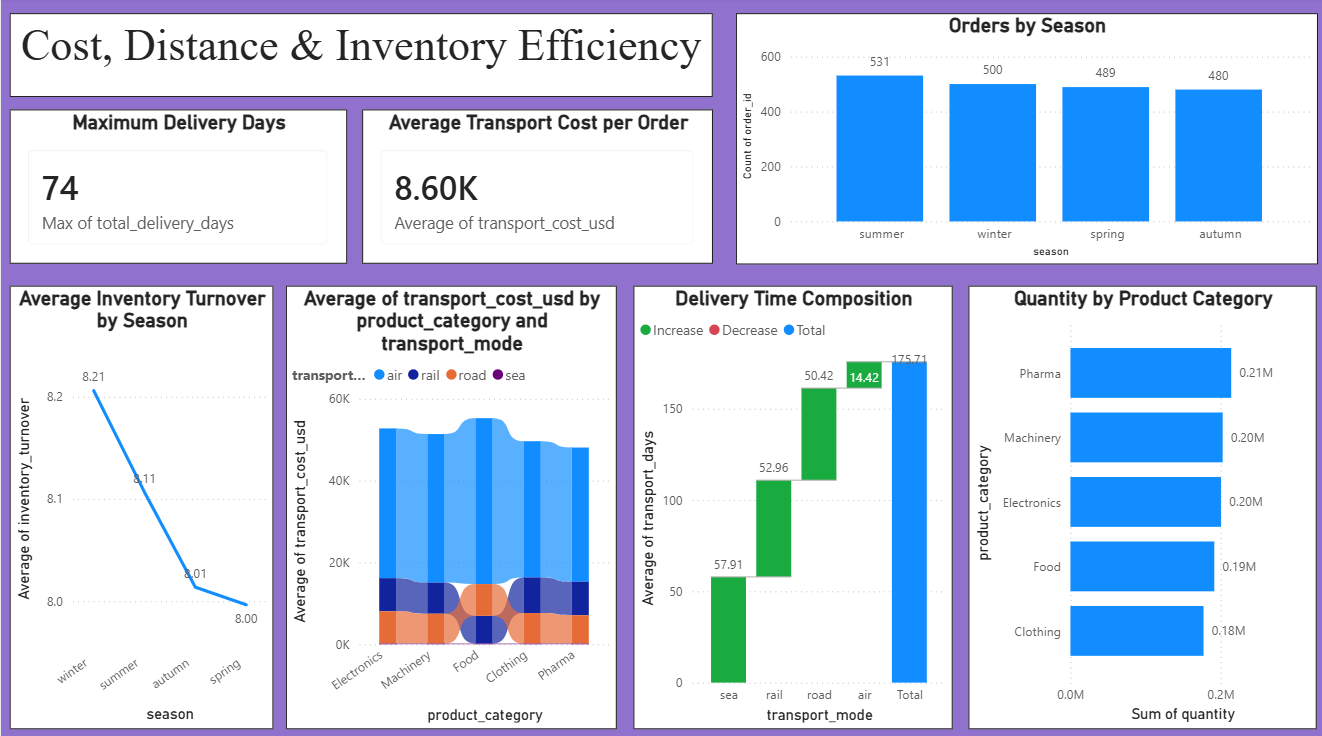 Cost, Distance & Inventory Efficiency
Maximum Delivery Days
74
Max of total_delivery_days
Average Transport Cost per Order
8.60K
Average of transport_cost_usd
Orders by Season
Count of order_id
600
400
200
0
531
500
489
480
summer
winter
spring
autumn
season
Average Inventory Turnover
by Season
Average of inventory_turnover
8.2
8.1
8.0
8.21
8.11
8.01
8.00
winter
summer
autumn
spring
season
Average of transport_cost_usd by
product_category and
transport_mode
transport... air rail road sea
Average of transport_cost_usd
60K
40K
20K
0K
Electronics
Machinery
Food
Clothing
Pharma
product_category
Delivery Time Composition
Increase Decrease Total
Average of transport_days
150
100
50
0
57.91
52.96
50.42
14.42
175.71
sea
rail
road
air
Total
transport_mode
Quantity by Product Category
product_category
Pharma 0.21M
Machinery 0.20M
Electronics 0.20M
Food 0.19M
Clothing 0.18M
0.0M
0.2M
Sum of quantity